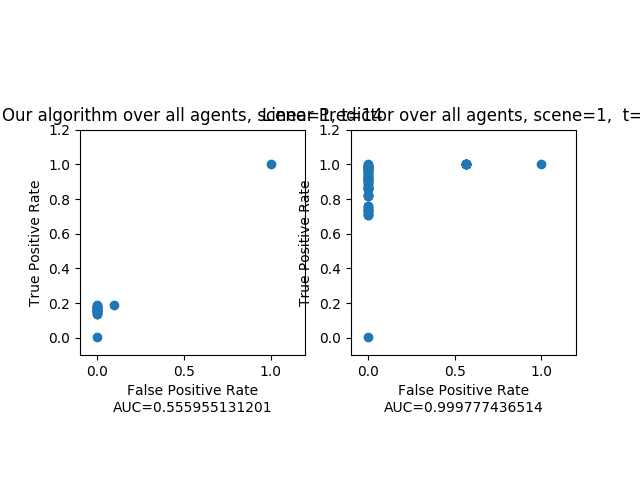 Our algorithm over all agents, scene=1, t=14
Linear Predictor over all agents, scene=1, t=
1.2
1.0
0.8
0.6
0.4
0.2
0.0
True Positive Rate
0.0 0.5 1.0
False Positive Rate
AUC=0.555955131201
1.2
1.0
0.8
0.6
0.4
0.2
0.0
True Positive Rate
0.0 0.5 1.0
False Positive Rate
AUC=0.999777436514